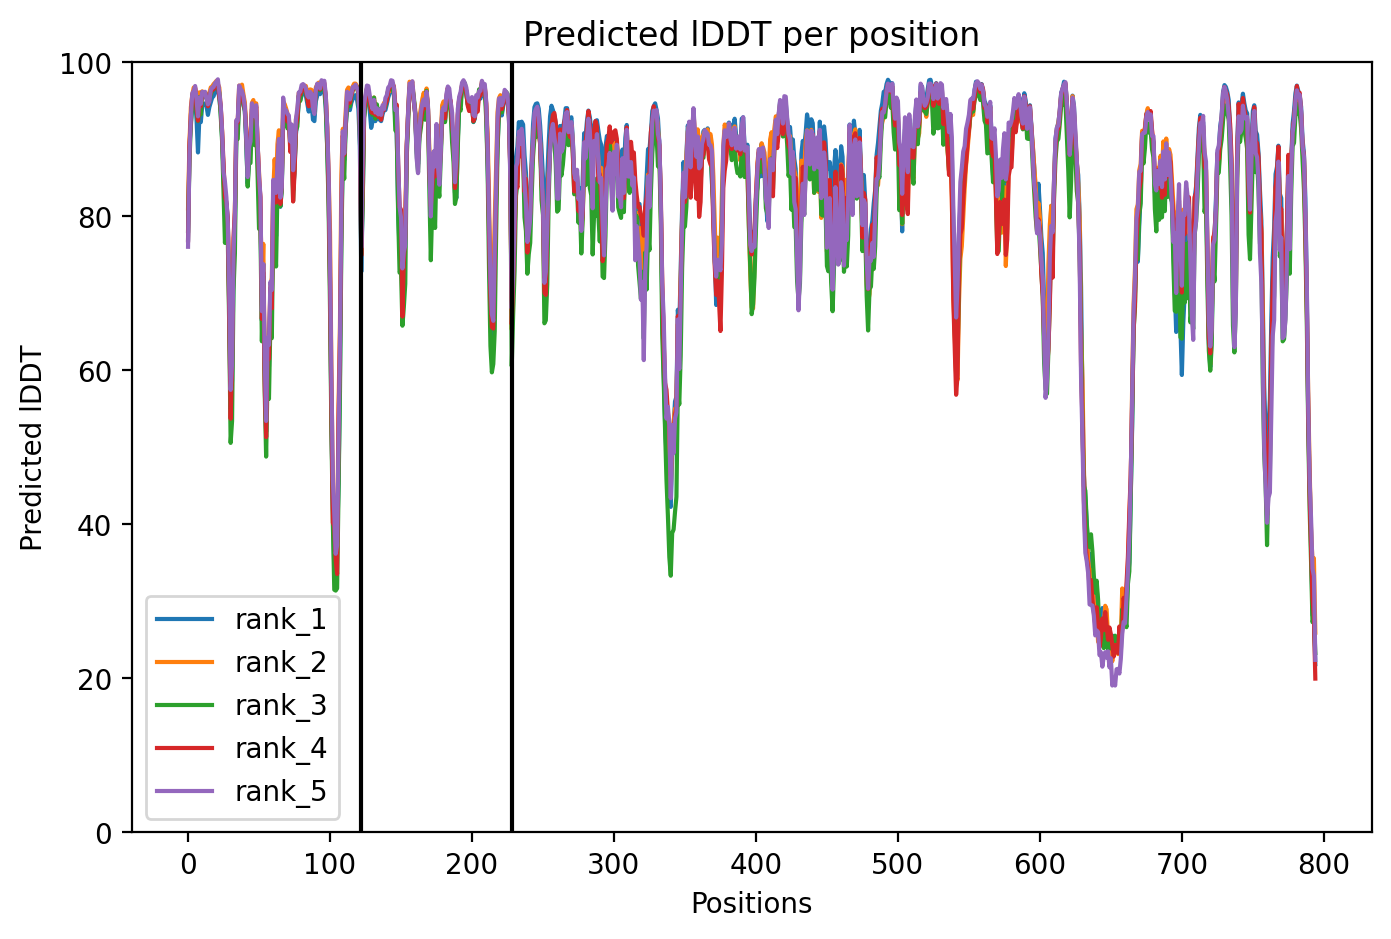 Predicted lDDT per position
100
80
60
40
20
0
Predicted lDDT
rank_1
rank_2
rank_3
rank_4
rank_5
0 100 200 300 400 500 600 700 800
Positions